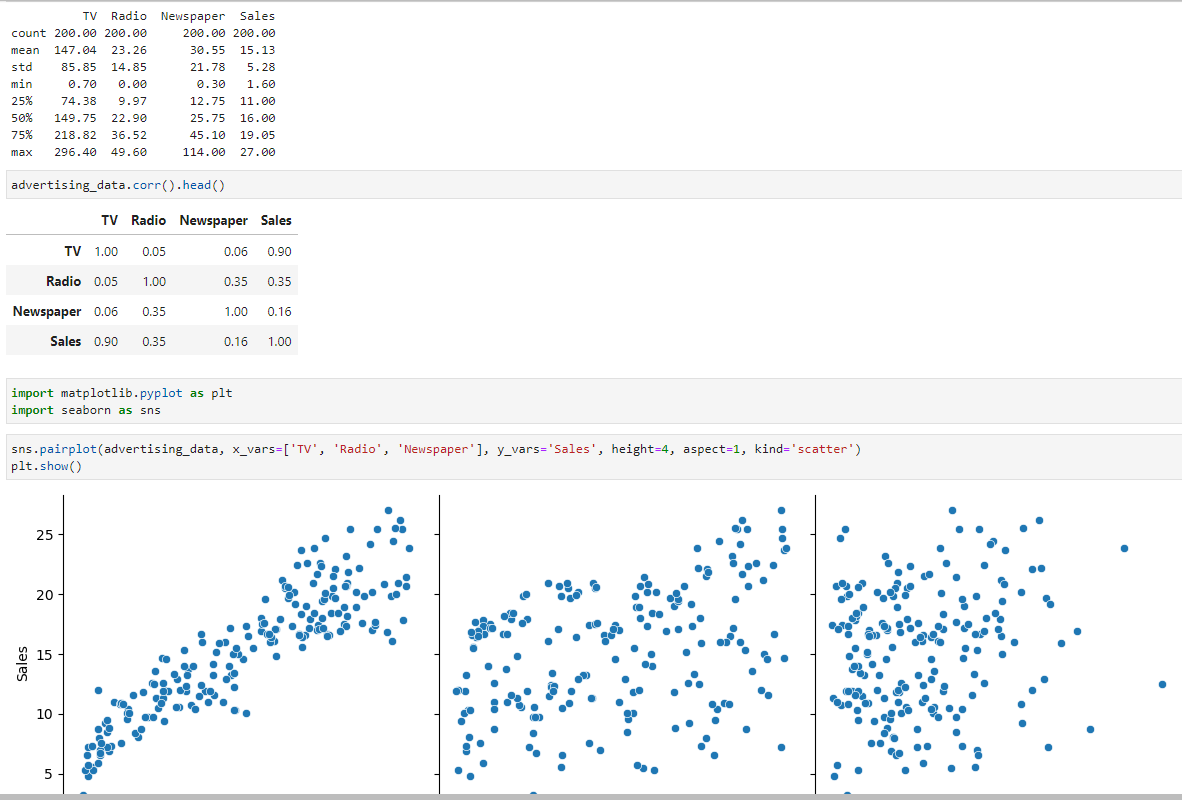 TV Radio Newspaper Sales
count 200.00 200.00 200.00 200.00
mean 147.04 23.26 30.55 15.13
std 85.85 14.85 21.78 5.28
min 0.70 0.00 0.30 1.60
25% 74.38 9.97 12.75 11.00
50% 149.75 22.90 25.75 16.00
75% 218.82 36.52 45.10 19.05
max 296.40 49.60 114.00 27.00
advertising_data.corr().head()
TV Radio Newspaper Sales
TV 1.00 0.05 0.06 0.90
Radio 0.05 1.00 0.35 0.35
Newspaper 0.06 0.35 1.00 0.16
Sales 0.90 0.35 0.16 1.00
import matplotlib.pyplot as plt
import seaborn as sns
sns.pairplot(advertising_data, x_vars=['TV', 'Radio', 'Newspaper'], y_vars='Sales', height=4, aspect=1, kind='scatter')
plt.show()
25
20
Sales
15
10
5